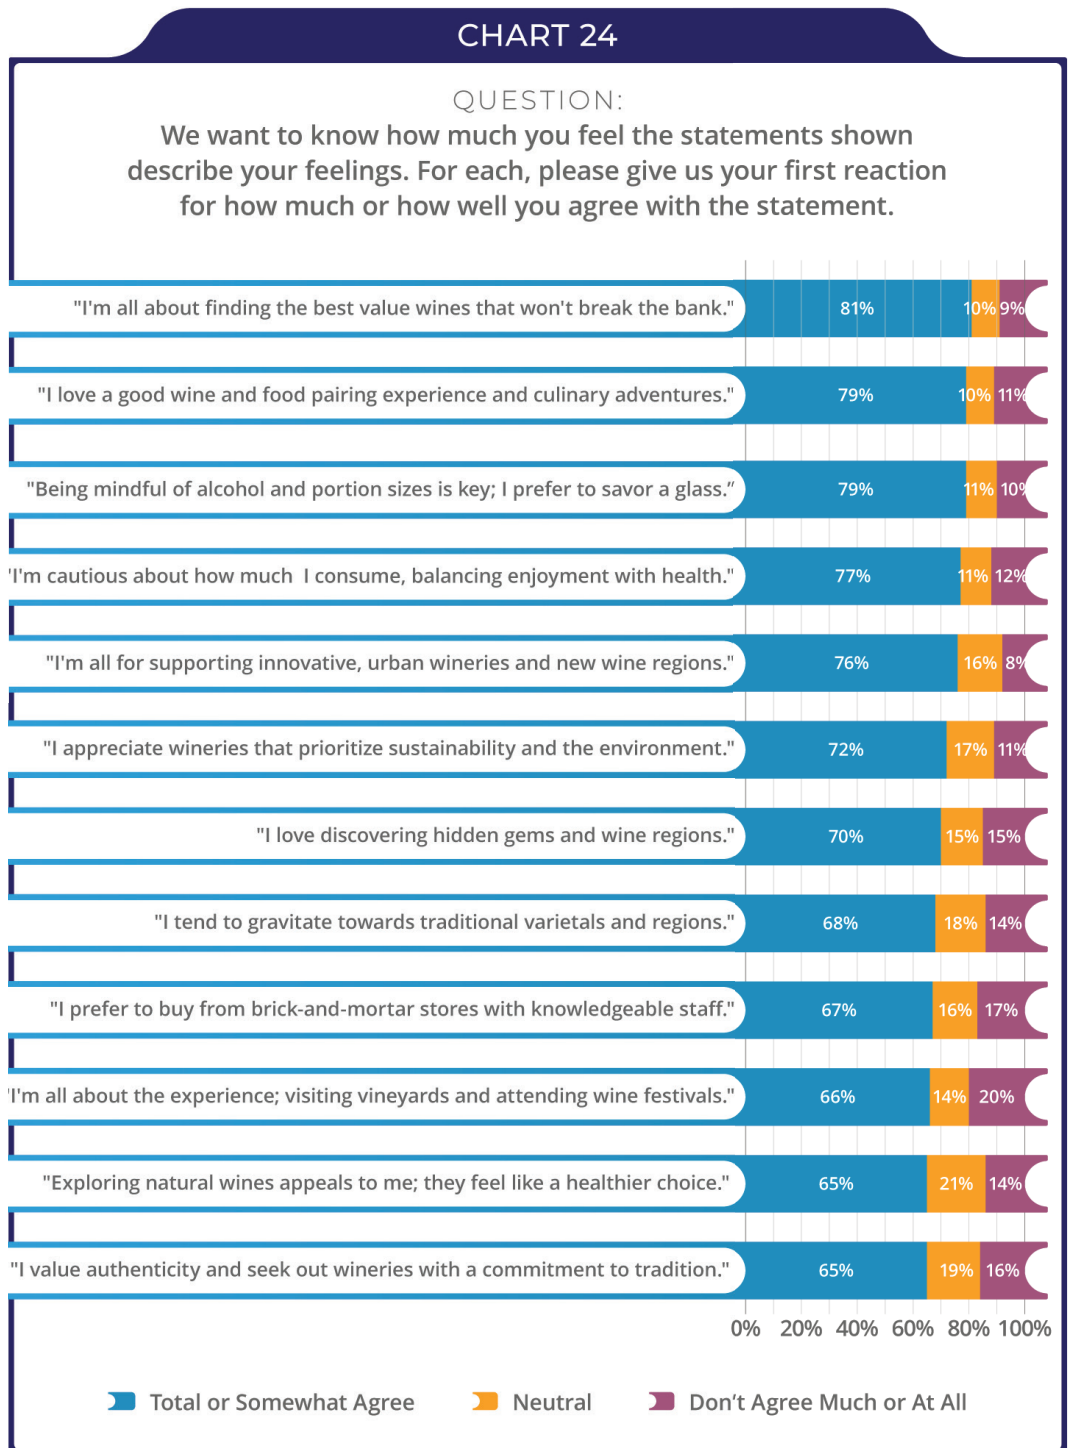 CHART 24
QUESTION:
We want to know how much you feel the statements shown
describe your feelings. For each, please give us your first reaction
for how much or how well you agree with the statement.
"I'm all about finding the best value wines that won't break the bank." 81% 10% 9%
"I love a good wine and food pairing experience and culinary adventures." 79% 10% 11%
"Being mindful of alcohol and portion sizes is key; I prefer to savor a glass.” 79% 11% 10%
"I'm cautious about how much  I consume, balancing enjoyment with health." 77% 11% 12%
"I'm all for supporting innovative, urban wineries and new wine regions." 76% 16% 8%
"I appreciate wineries that prioritize sustainability and the environment." 72% 17% 11%
"I love discovering hidden gems and wine regions." 70% 15% 15%
"I tend to gravitate towards traditional varietals and regions." 68% 18% 14%
"I prefer to buy from brick-and-mortar stores with knowledgeable staff." 67% 16% 17%
"I'm all about the experience; visiting vineyards and attending wine festivals." 66% 14% 20%
"Exploring natural wines appeals to me; they feel like a healthier choice." 65% 21% 14%
"I value authenticity and seek out wineries with a commitment to tradition." 65% 19% 16%
0% 20% 40% 60% 80% 100%
Total or Somewhat Agree Neutral Don’t Agree Much or At All